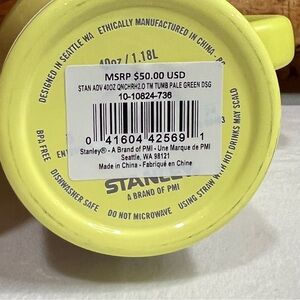 DESIGNED IN SEATTLE WA
ETHICALLY MANUFACTURED IN CHINA
40oz / 1.18L
MSRP $50.00 USD
STAN ADV 40OZ QNCHRH2.0 TM TUMB PALE GREEN DSG
10-10824-736
0 41604 42569 1
Stanley® - A Brand of PMI - Une Marque de PMI
Seattle, WA 98121
Made in China - Fabriqué en Chine
STANLEY
A BRAND OF PMI
BPA FREE
DISHWASHER SAFE
DO NOT MICROWAVE
USING STRAW WITH HOT DRINKS MAY SCALD